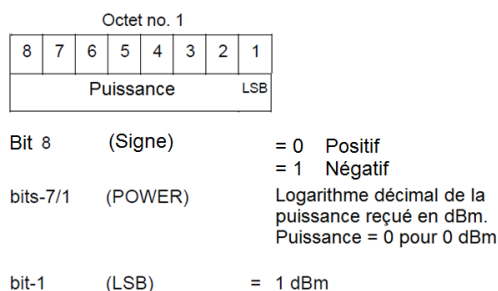 Octet no. 1
8 7 6 5 4 3 2 1
Puissance LSB
Bit 8 (Signe) = 0 Positif
= 1 Négatif
bits-7/1 (POWER) Logarithme décimal de la
puissance reçué en dBm.
Puissance = 0 pour 0 dBm
bit-1 (LSB) = 1 dBm